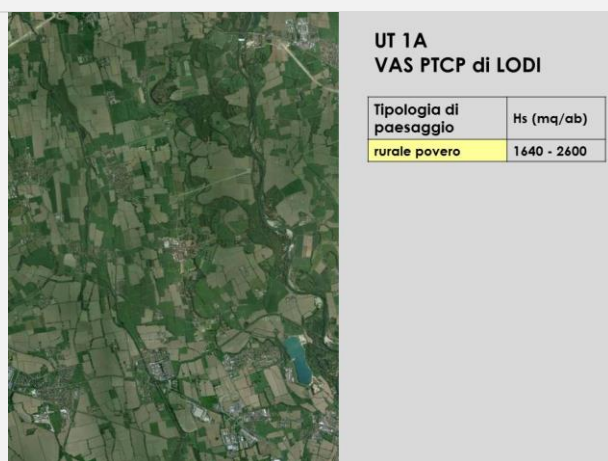 UT 1A
VAS PTCP di LODI
Tipologia di
paesaggio
Hs (mq/ab)
rurale povero
1640 - 2600